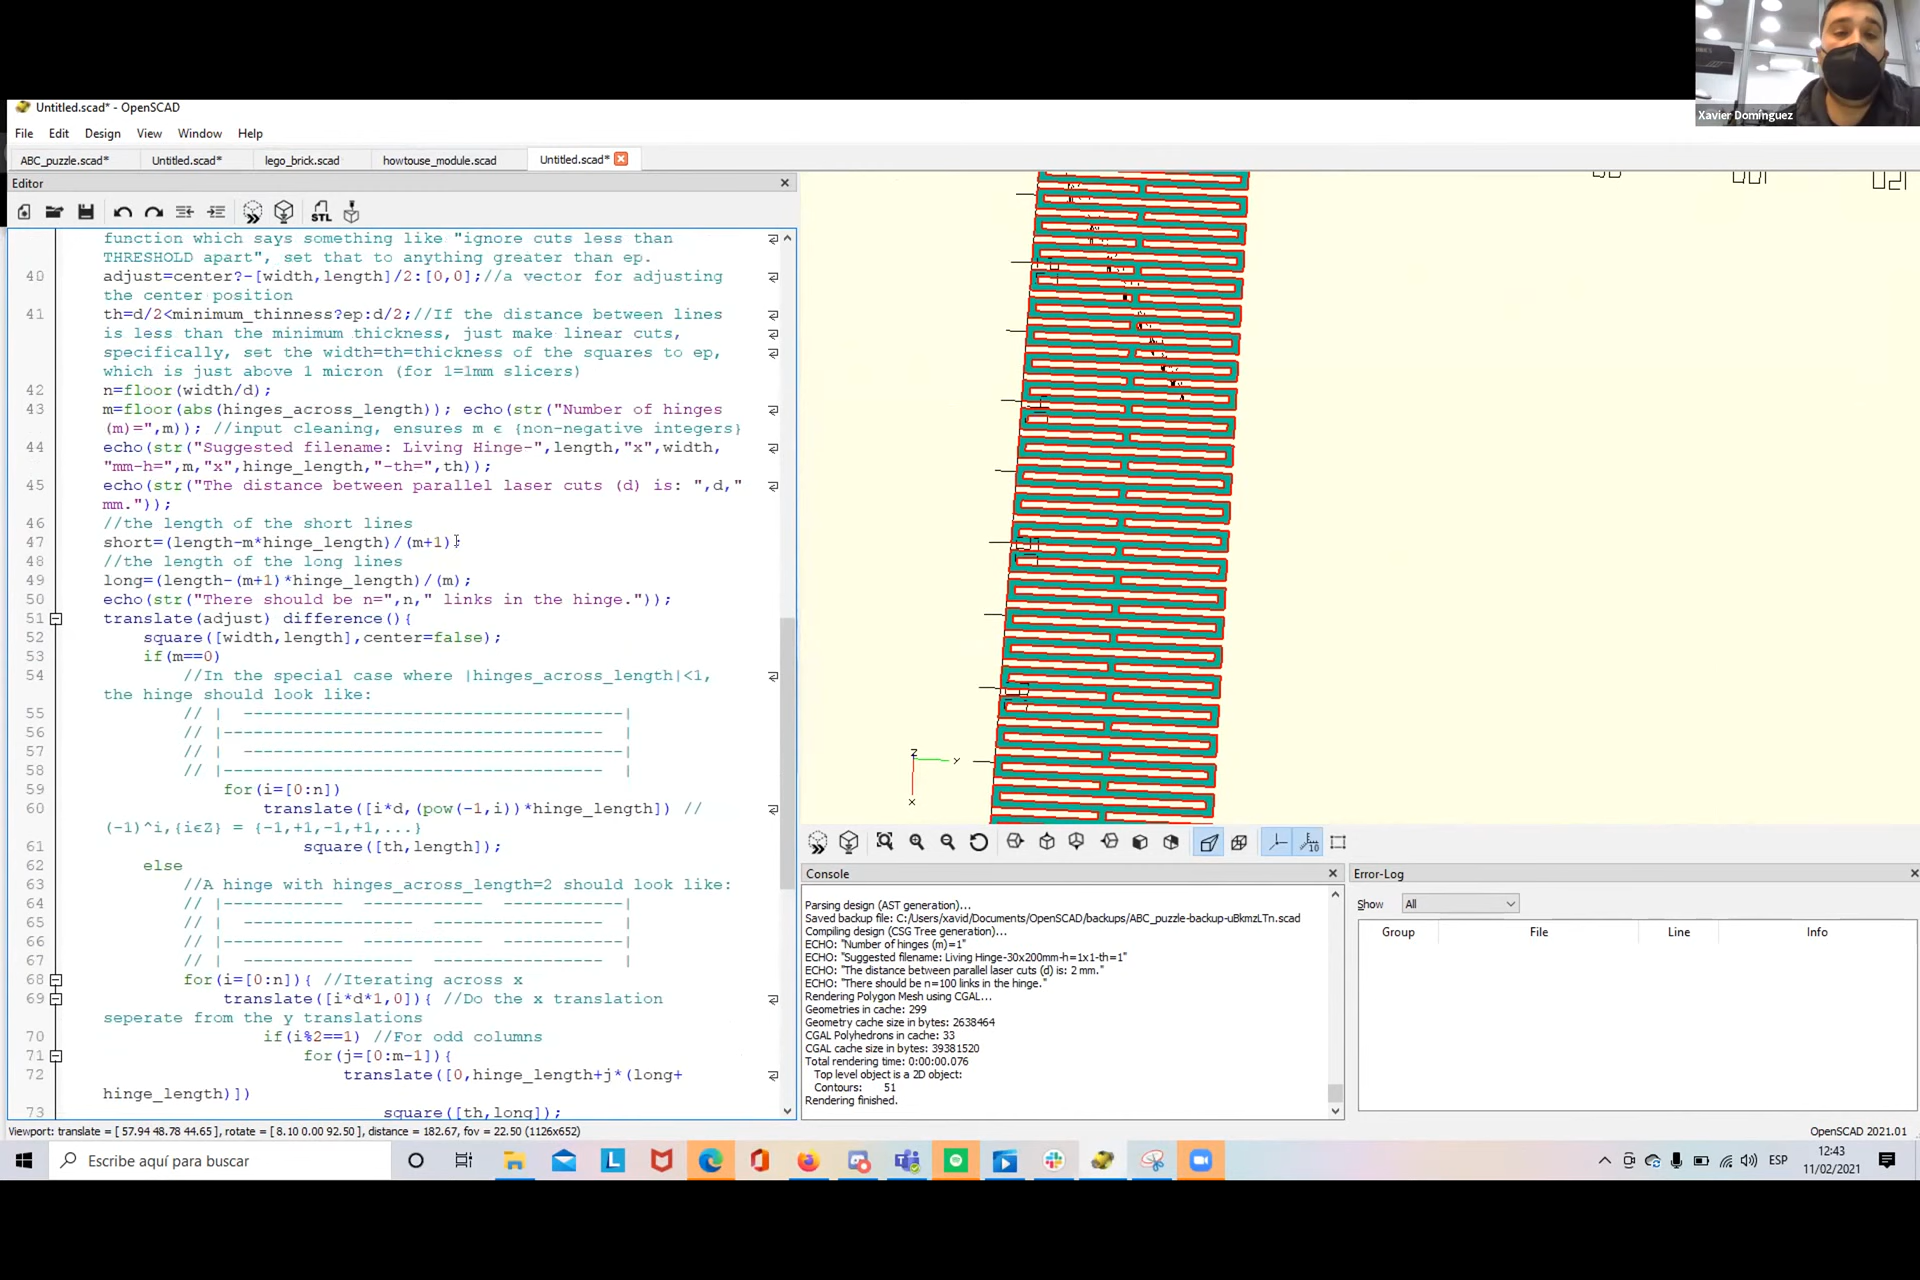 Xavier Domínguez
Untitled.scad* - OpenSCAD
File Edit Design View Window Help
ABC_puzzle.scad* Untitled.scad* lego_brick.scad howtouse_module.scad Untitled.scad*
Editor
STL
function which says something like "ignore cuts less than
THRESHOLD apart", set that to anything greater than ep.
40 adjust=center?-[width,length]/2:[0,0];//a vector for adjusting
the center position
41 th=d/2<minimum_thinness?ep:d/2;//If the distance between lines
is less than the minimum thickness, just make linear cuts,
specifically, set the width=th=thickness of the squares to ep,
which is just above 1 micron (for 1=1mm slicers)
42 n=floor(width/d);
43 m=floor(abs(hinges_across_length)); echo(str("Number of hinges
(m)=",m)); //input cleaning, ensures m ϵ {non-negative integers}
44 echo(str("Suggested filename: Living Hinge-",length,"x",width,
"mm-h=",m,"x",hinge_length,"-th=",th));
45 echo(str("The distance between parallel laser cuts (d) is: ",d,"
mm."));
46 //the length of the short lines
47 short=(length-m*hinge_length)/(m+1);
48 //the length of the long lines
49 long=(length-(m+1)*hinge_length)/(m);
50 echo(str("There should be n=",n," links in the hinge."));
51 translate(adjust) difference(){
52 square([width,length],center=false);
53 if(m==0)
54 //In the special case where |hinges_across_length|<1,
the hinge should look like:
55 // |  --------------------------------------|
56 // |--------------------------------------  |
57 // |  --------------------------------------|
58 // |--------------------------------------  |
59 for(i=[0:n])
60 translate([i*d,(pow(-1,i))*hinge_length]) //
(-1)^i,{iϵZ} = {-1,+1,-1,+1,...}
61 square([th,length]);
62 else
63 //A hinge with hinges_across_length=2 should look like:
64 // |------------  ------------  ------------|
65 // |  ----------------  ----------------  |
66 // |------------  ------------  ------------|
67 // |  ----------------  ----------------  |
68 for(i=[0:n]){ //Iterating across x
69 translate([i*d*1,0]){ //Do the x translation
seperate from the y translations
70 if(i%2==1) //For odd columns
71 for(j=[0:m-1]){
72 translate([0,hinge_length+j*(long+
hinge_length)])
73 square([th,long]);
z
y
x
10
Console
Parsing design (AST generation)...
Saved backup file: C:/Users/xavid/Documents/OpenSCAD/backups/ABC_puzzle-backup-uBkmzLTn.scad
Compiling design (CSG Tree generation)...
ECHO: "Number of hinges (m)=1"
ECHO: "Suggested filename: Living Hinge-30x200mm-h=1x1-th=1"
ECHO: "The distance between parallel laser cuts (d) is: 2 mm."
ECHO: "There should be n=100 links in the hinge."
Rendering Polygon Mesh using CGAL...
Geometries in cache: 299
Geometry cache size in bytes: 2638464
CGAL Polyhedrons in cache: 33
CGAL cache size in bytes: 39381520
Total rendering time: 0:00:00.076
Top level object is a 2D object:
Contours: 51
Rendering finished.
Error-Log
Show All
Group File Line Info
Viewport: translate = [ 57.94 48.78 44.65 ], rotate = [ 8.10 0.00 92.50 ], distance = 182.67, fov = 22.50 (1126x652)
OpenSCAD 2021.01
Escribe aquí para buscar
ESP
12:43
11/02/2021